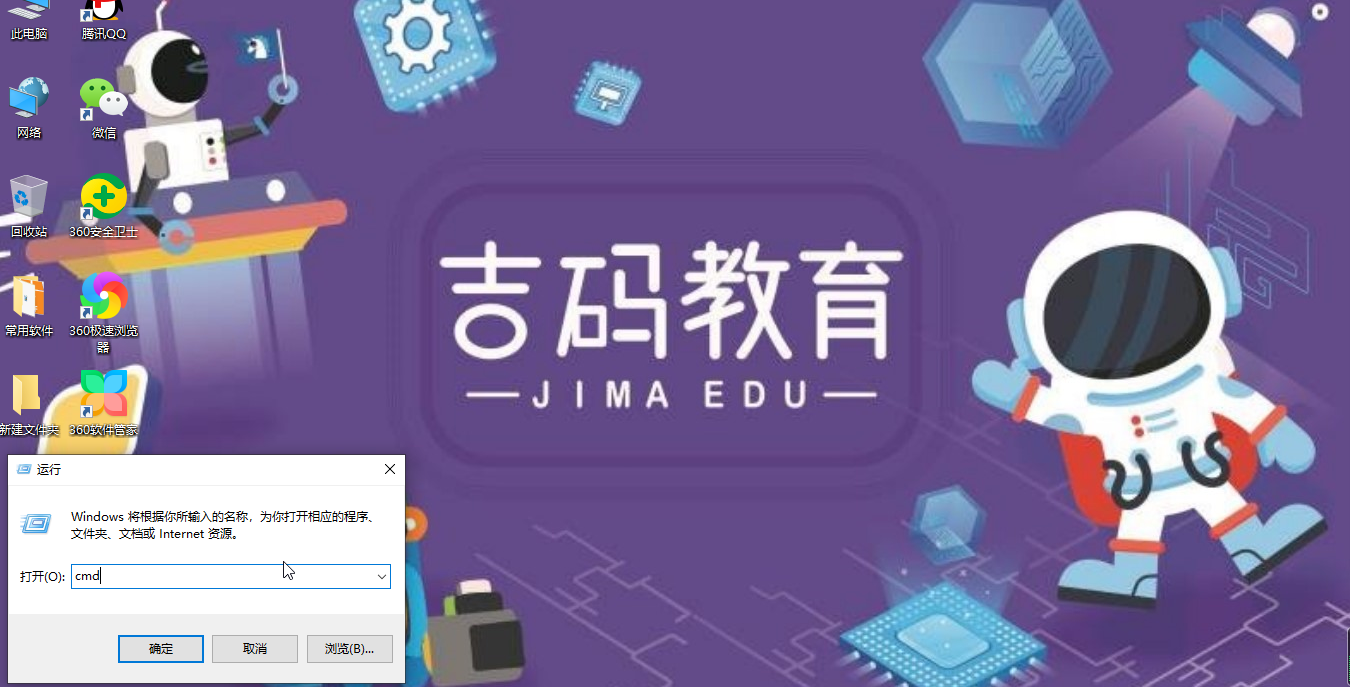 此电脑
腾讯QQ
网络
微信
回收站
360安全卫士
常用软件
360极速浏览
器
新建文件夹
360软件管家
吉码教育
JIMA EDU
运行
Windows 将根据你所输入的名称，为你打开相应的程序、
文件夹、文档或 Internet 资源。
打开(O):
cmd
确定
取消
浏览(B)...